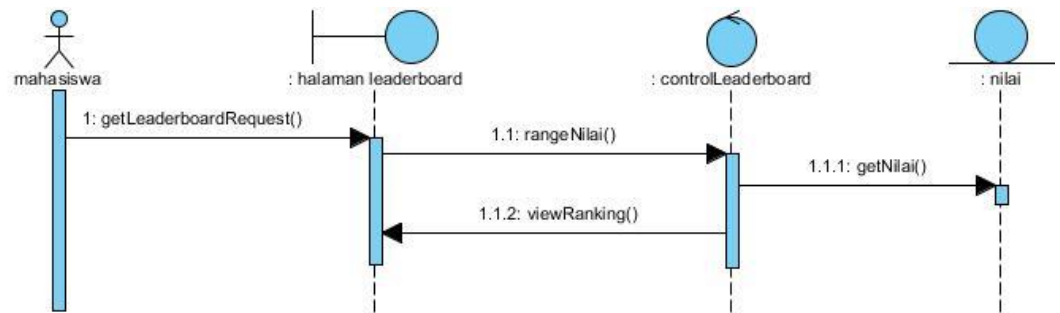 mahasiswa
: halaman leaderboard
: controlLeaderboard
: nilai
1: getLeaderboardRequest()
1.1: rangeNilai()
1.1.1: getNilai()
1.1.2: viewRanking()